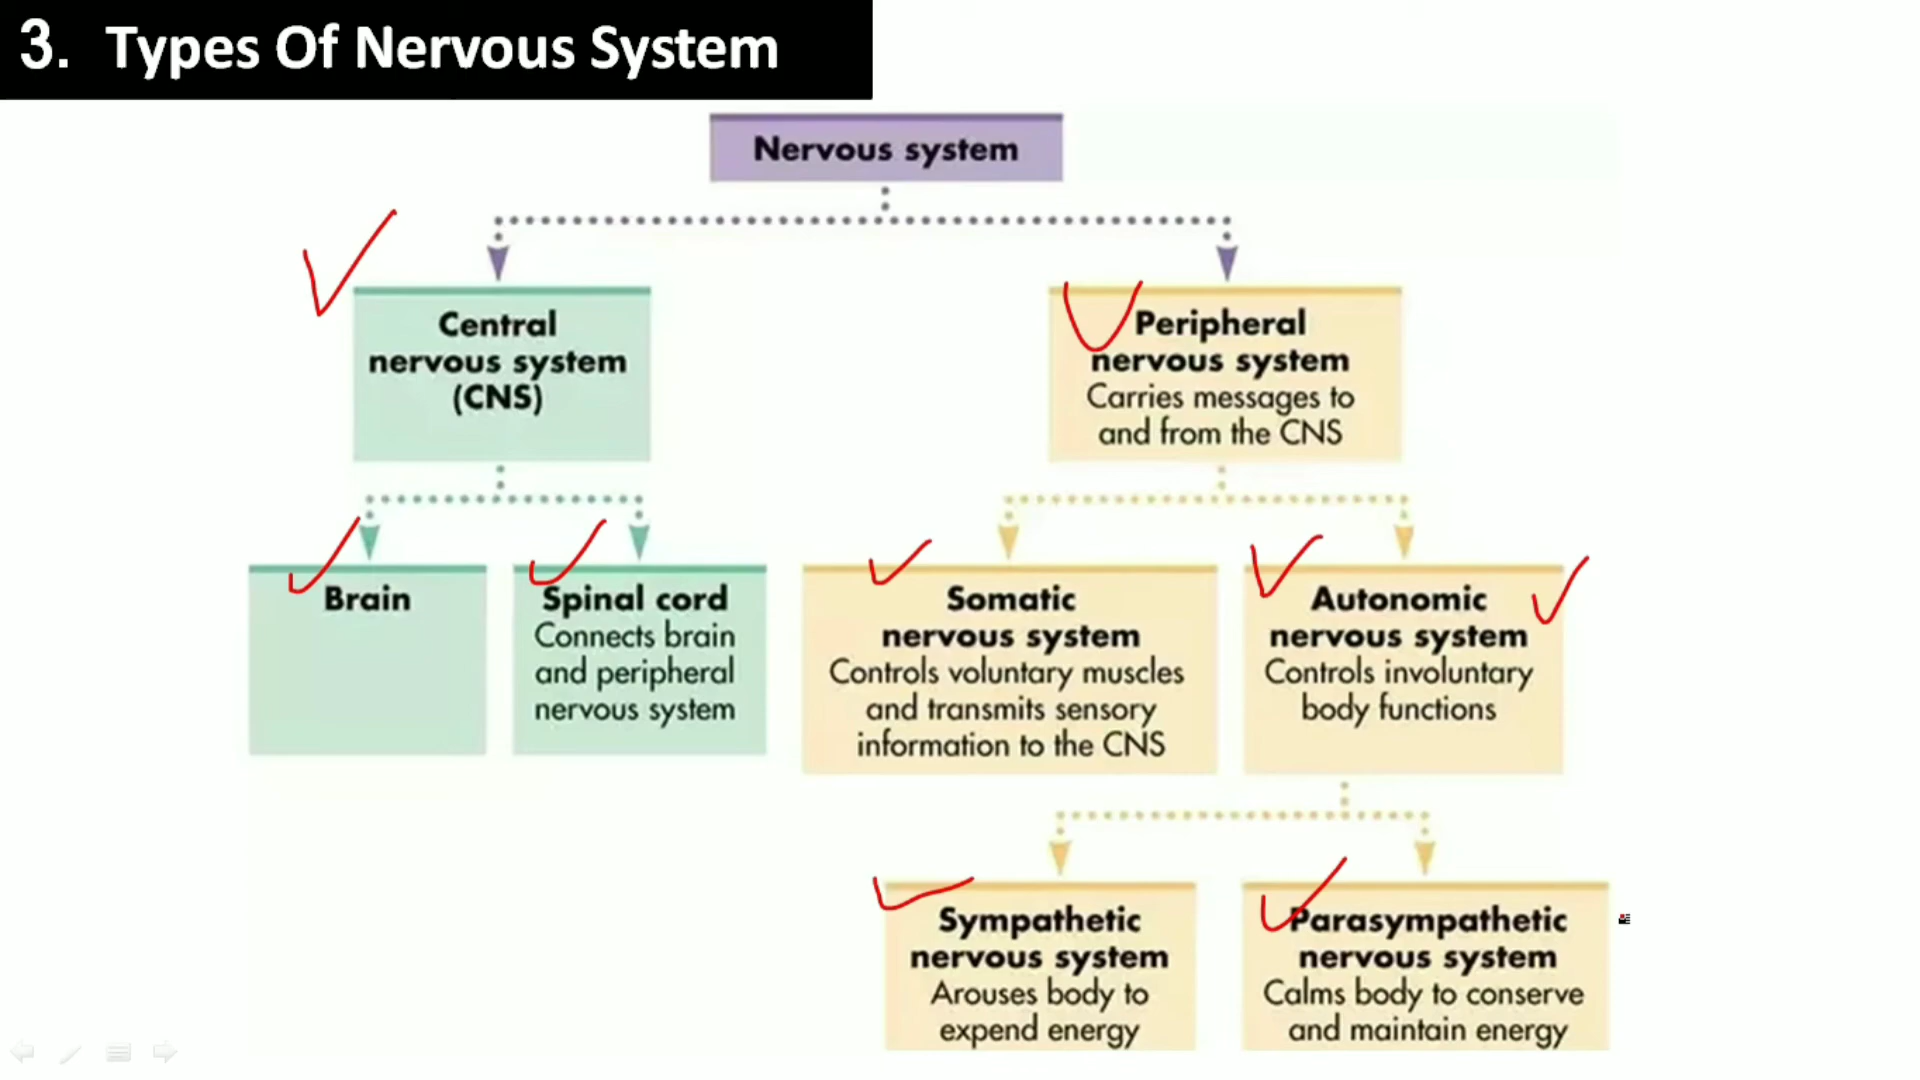 3. Types Of Nervous System
Nervous system
Central
nervous system
(CNS)
Peripheral
nervous system
Carries messages to
and from the CNS
Brain
Spinal cord
Connects brain
and peripheral
nervous system
Somatic
nervous system
Controls voluntary muscles
and transmits sensory
information to the CNS
Autonomic
nervous system
Controls involuntary
body functions
Sympathetic
nervous system
Arouses body to
expend energy
Parasympathetic
nervous system
Calms body to conserve
and maintain energy